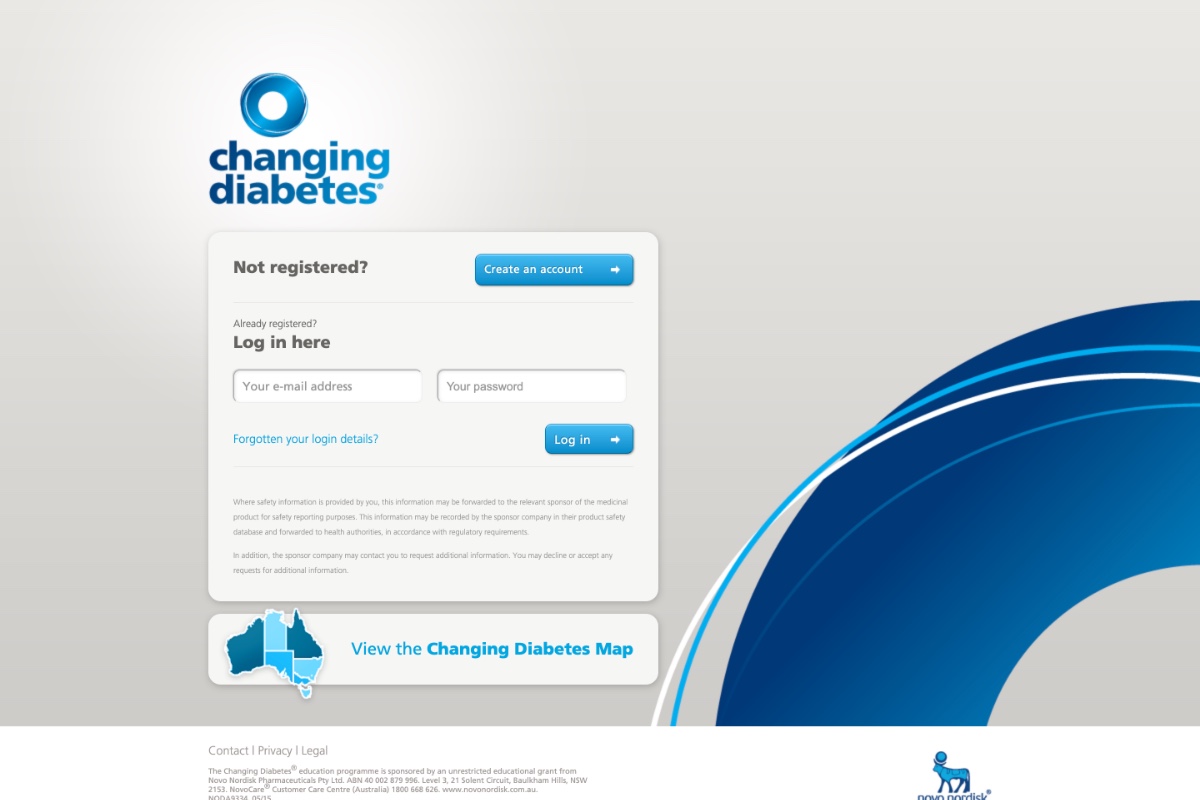 changing
diabetes®
Not registered?
Create an account
Already registered?
Log in here
Your e-mail address
Your password
Forgotten your login details?
Log in
Where safety information is provided by you, this information may be forwarded to the relevant sponsor of the medicinal
product for safety reporting purposes. This information may be recorded by the sponsor company in their product safety
database and forwarded to health authorities, in accordance with regulatory requirements.
In addition, the sponsor company may contact you to request additional information. You may decline or accept any
requests for additional information.
View the Changing Diabetes Map
Contact | Privacy | Legal
The Changing Diabetes® education programme is sponsored by an unrestricted educational grant from
Novo Nordisk Pharmaceuticals Pty Ltd. ABN 40 002 879 996. Level 3, 21 Solent Circuit, Baulkham Hills, NSW
2153. NovoCare® Customer Care Centre (Australia) 1800 668 626. www.novonordisk.com.au.
NODA9334. 05/15
novo nordisk®